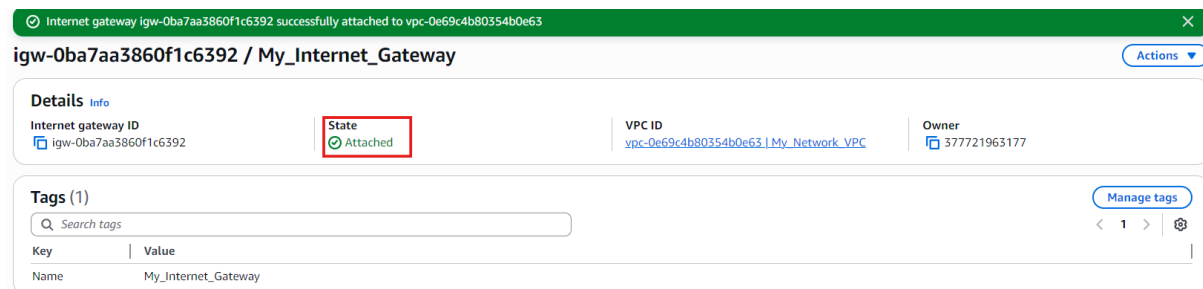 Internet gateway igw-0ba7aa3860f1c6392 successfully attached to vpc-0e69c4b80354b0e63
igw-0ba7aa3860f1c6392 / My_Internet_Gateway
Actions
Details Info
Internet gateway ID
igw-0ba7aa3860f1c6392
State
Attached
VPC ID
vpc-0e69c4b80354b0e63 | My_Network_VPC
Owner
377721963177
Tags (1)
Manage tags
Search tags
1
Key Value
Name My_Internet_Gateway